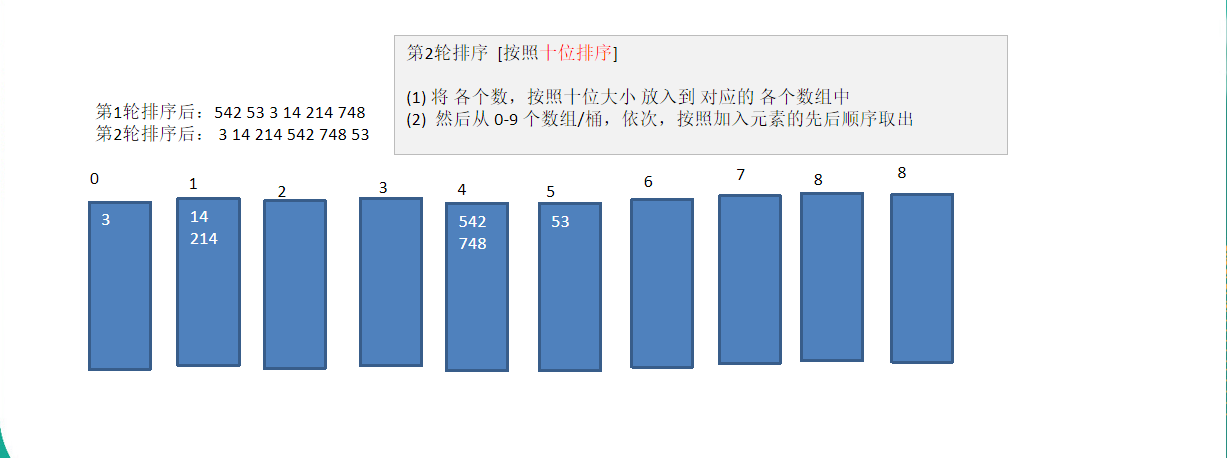 第2轮排序 [按照十位排序]
(1) 将 各个数，按照十位大小 放入到 对应的 各个数组中
(2) 然后从 0-9 个数组/桶，依次，按照加入元素的先后顺序取出
第1轮排序后：542 53 3 14 214 748
第2轮排序后： 3 14 214 542 748 53
0 1 2 3 4 5 6 7 8 8
3 14 542 53
214 748